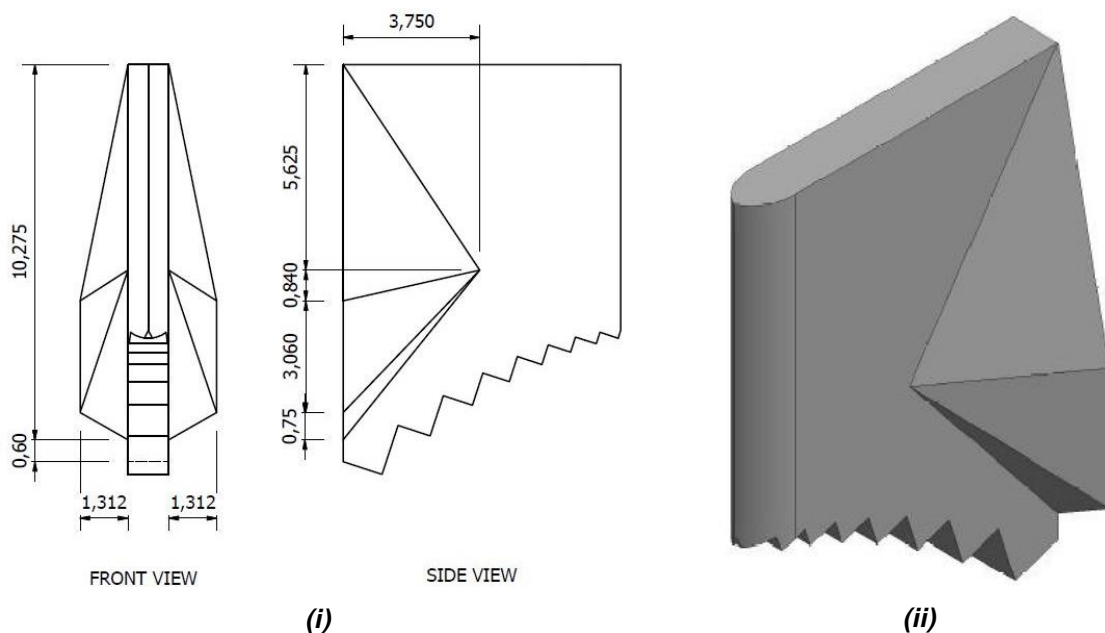 3,750
10,275
5,625
0,840
3,060
0,75
0,60
1,312
1,312
FRONT VIEW
SIDE VIEW
(i)
(ii)